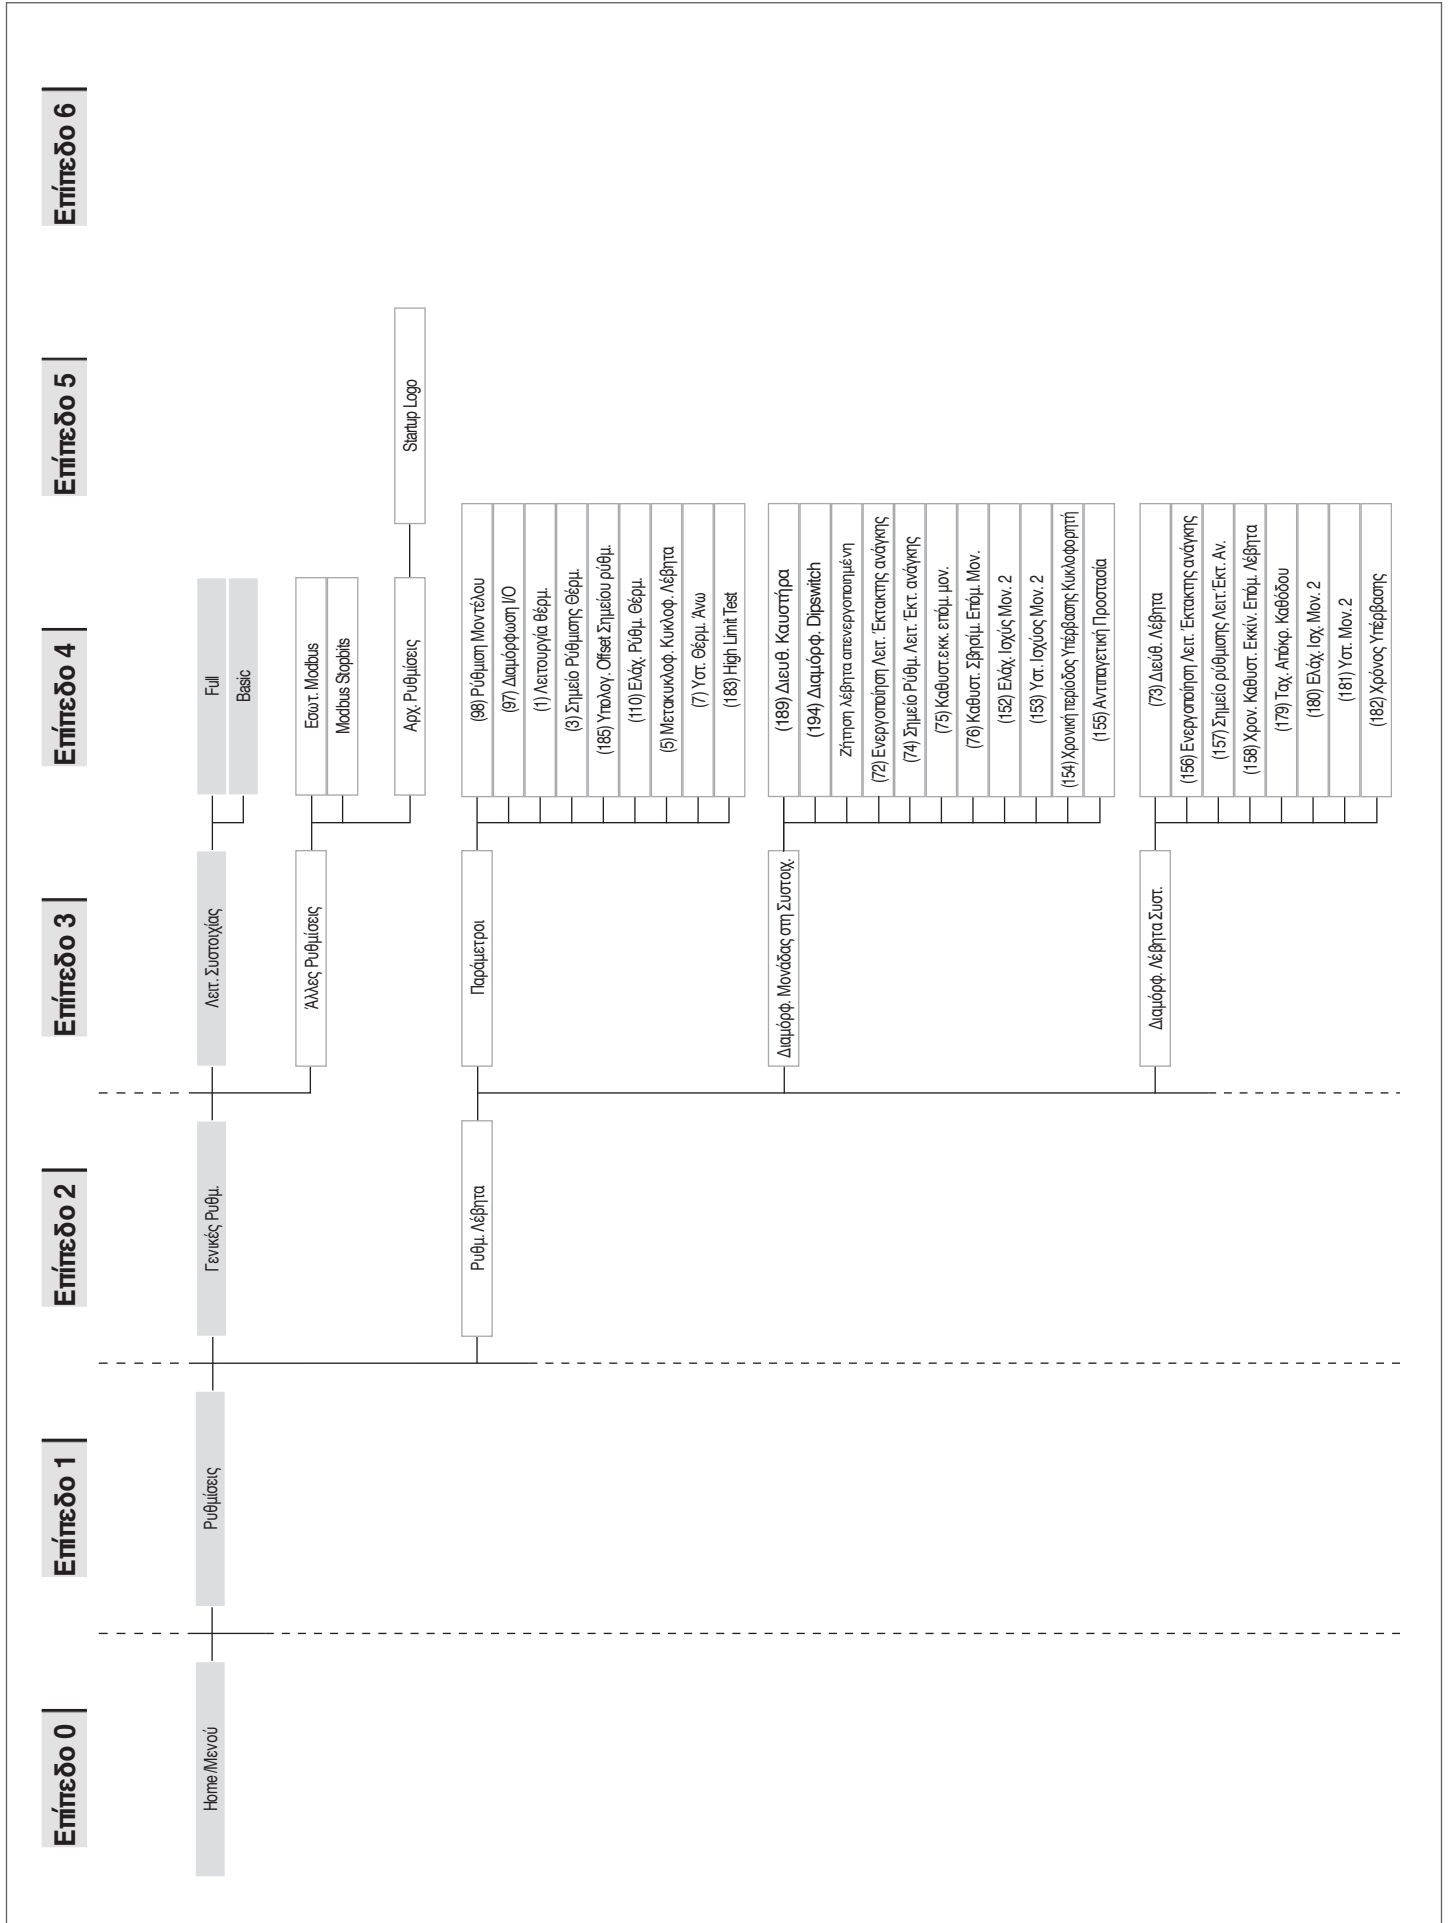 Επίπεδο 0
Επίπεδο 1
Επίπεδο 2
Επίπεδο 3
Επίπεδο 4
Επίπεδο 5
Επίπεδο 6
Home /Μενού
Ρυθμίσεις
Γενικές Ρυθμ.
Λειτ. Συστοιχίας
Full
Basic
Άλλες Ρυθμίσεις
Εσωτ. Modbus
Modbus Stopbits
Αρχ. Ρυθμίσεις
Startup Logo
Ρυθμ. Λέβητα
Παράμετροι
(98) Ρύθμιση Μοντέλου
(97) Διαμόρφωση I/O
(1) Λειτουργία θέρμ.
(3) Σημείο Ρύθμισης Θέρμ.
(185) Υπολογ. Offset Σημείου ρύθμ.
(110) Ελάχ. Ρύθμ. Θέρμ.
(5) Μετακυκλοφ. Κυκλοφ. Λέβητα
(7) Υστ. Θέρμ. Άνω
(183) High Limit Test
Διαμόρφ. Μονάδας στη Συστοιχ.
(189) Διευθ. Καυστήρα
(194) Διαμόρφ. Dipswitch
Ζήτηση λέβητα απενεργοποιημένη
(72) Ενεργοποίηση Λειτ. Έκτακτης ανάγκης
(74) Σημείο Ρύθμ. Λειτ. Έκτ. ανάγκης
(75) Καθυστ.εκκ. επόμ. μον.
(76) Καθυστ. Σβησίμ. Επόμ. Μον.
(152) Ελάχ. Ισχύς Μον. 2
(153) Υστ. Ισχύος Μον. 2
(154) Χρονική περίοδος Υπέρβασης Κυκλοφορητή
(155) Αντιπαγετική Προστασία
Διαμόρφ. Λέβητα Συστ.
(73) Διεύθ. Λέβητα
(156) Ενεργοποίηση Λειτ. Έκτακτης ανάγκης
(157) Σημείο ρύθμισης Λειτ. Έκτ. Αν.
(158) Χρον. Καθυστ. Εκκίν. Επόμ. Λέβητα
(179) Ταχ. Απόκρ. Καθόδου
(180) Ελάχ. Ισχ. Μον. 2
(181) Υστ. Μον. 2
(182) Χρόνος Υπέρβασης